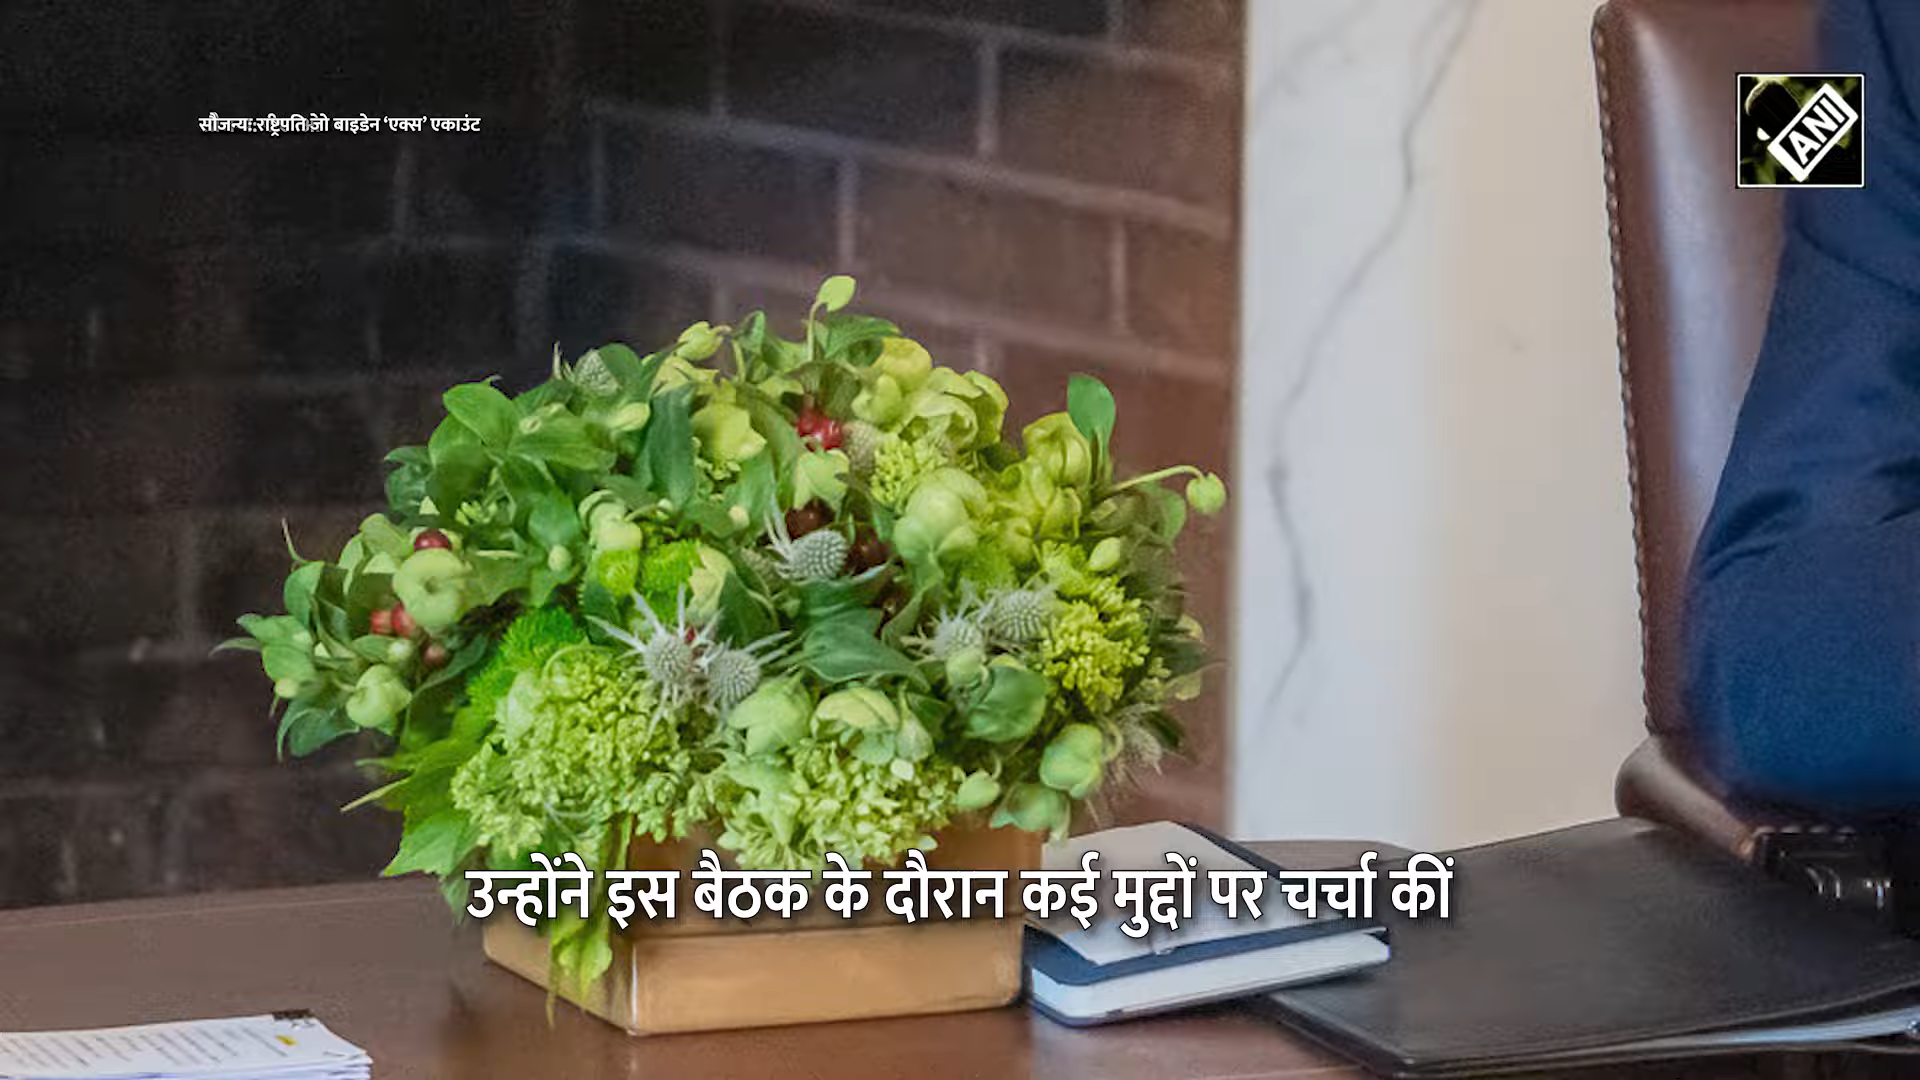 सौजन्य: राष्ट्रपति जो बाइडेन ‘एक्स’ एकाउंट
ANI
उन्होंने इस बैठक के दौरान कई मुद्दों पर चर्चा कीं